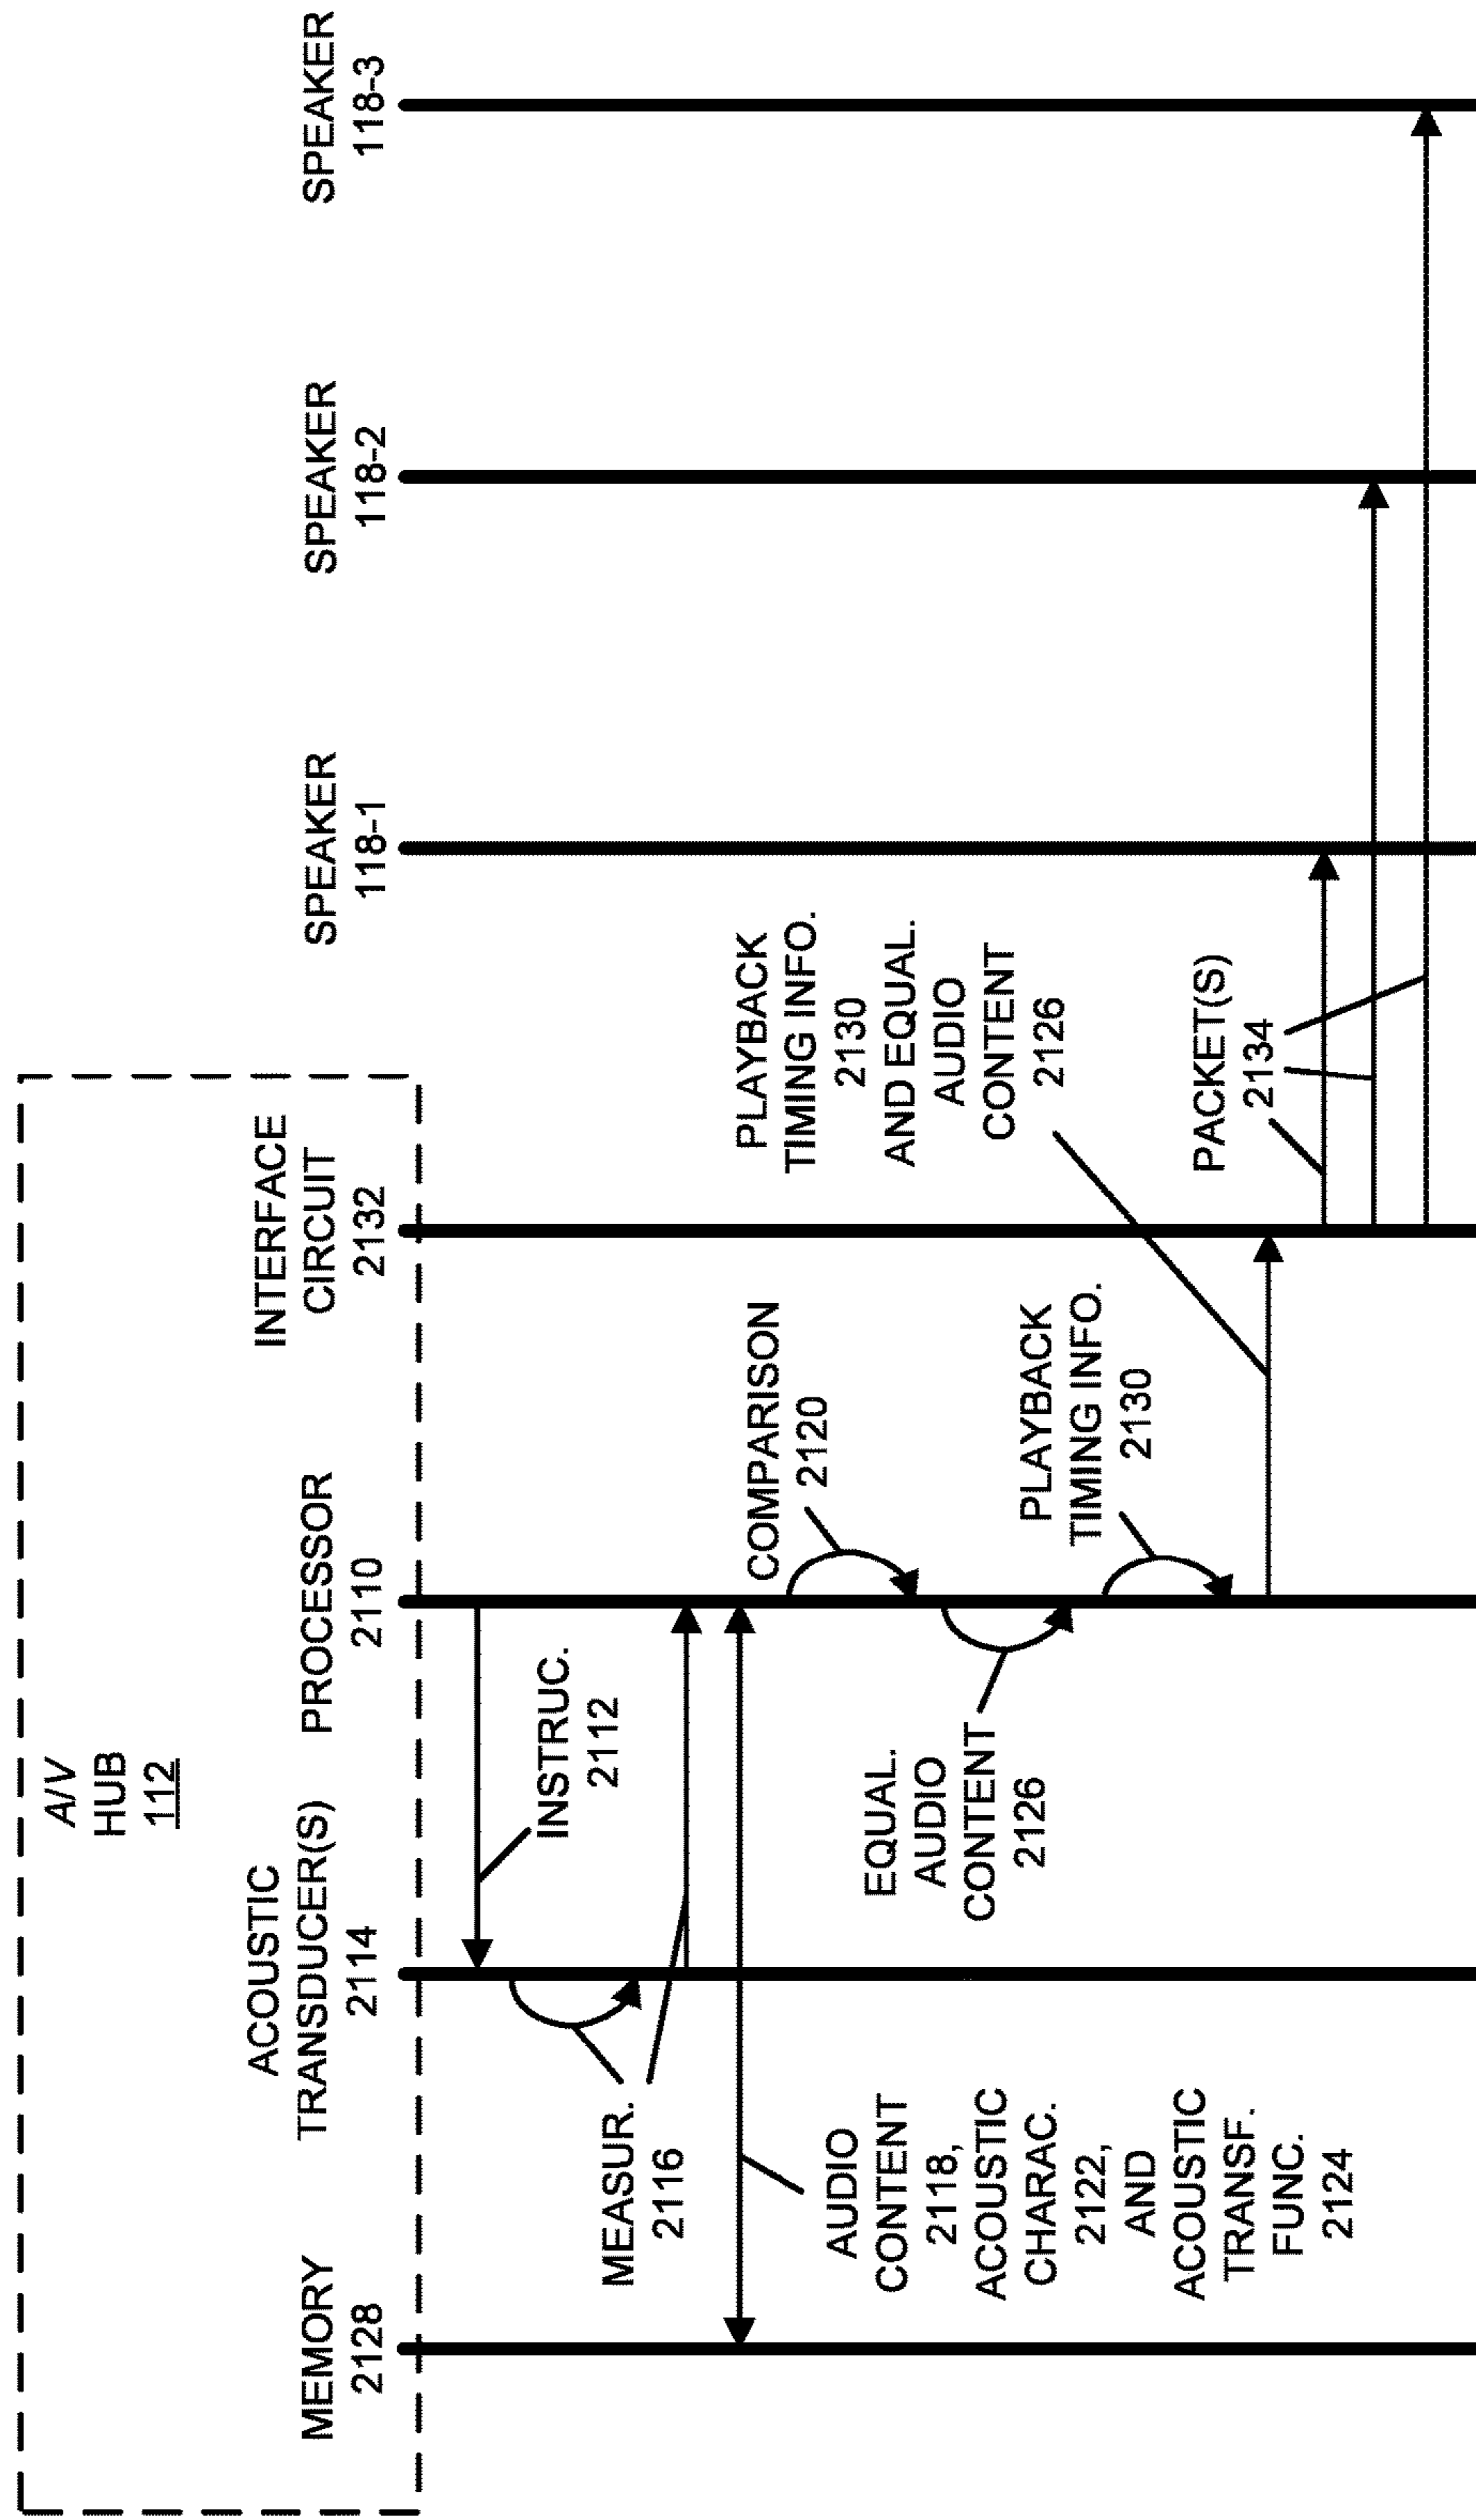 A/V
HUB
112
MEMORY
2128
ACOUSTIC
TRANSDUCER(S)
2114
PROCESSOR
2110
INTERFACE
CIRCUIT
2132
SPEAKER
118-1
SPEAKER
118-2
SPEAKER
118-3
INSTRUC.
2112
MEASUR.
2116
AUDIO
CONTENT
2118,
ACOUSTIC
CHARAC.
2122,
AND
ACOUSTIC
TRANSF.
FUNC.
2124
COMPARISON
2120
EQUAL.
AUDIO
CONTENT
2126
PLAYBACK
TIMING INFO.
2130
PLAYBACK
TIMING INFO.
2130
AND EQUAL.
AUDIO
CONTENT
2126
PACKET(S)
2134